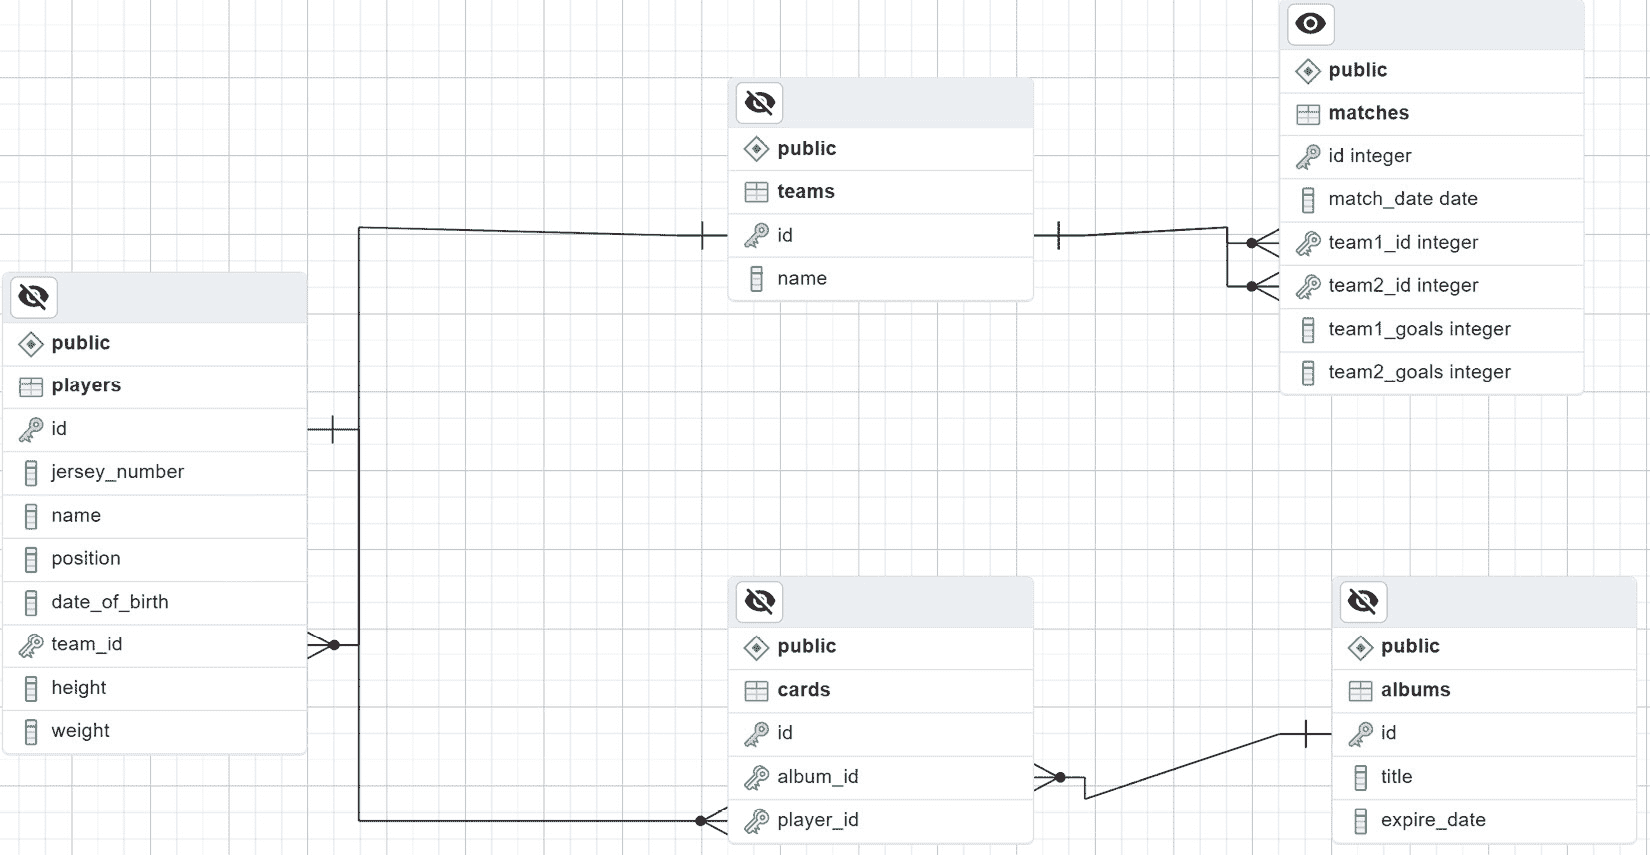 public
matches
id integer
match_date date
team1_id integer
team2_id integer
team1_goals integer
team2_goals integer
public
teams
id
name
public
players
id
jersey_number
name
position
date_of_birth
team_id
height
weight
public
cards
id
album_id
player_id
public
albums
id
title
expire_date